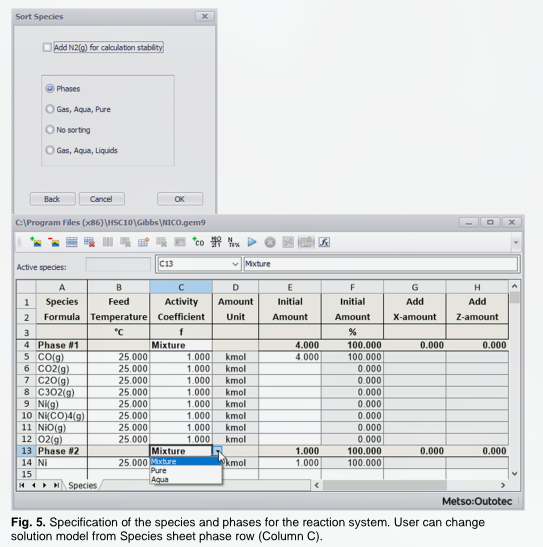 Sort Species
Add N2(g) for calculation stability
Phases
Gas, Aqua, Pure
No sorting
Gas, Aqua, Liquids
Back Cancel OK
C:\Program Files (x86)\HSC10\Gibbs\NICO.gem9
Active species: C13 Mixture
A B C D E F G H
1 Species Feed Activity Amount Initial Initial Add Add
2 Formula Temperature Coefficient Unit Amount Amount X-amount Z-amount
3 °C f %
4 Phase #1 Mixture 4.000 100.000 0.000 0.000
5 CO(g) 25.000 1.000 kmol 4.000 100.000
6 CO2(g) 25.000 1.000 kmol 0.000
7 C2O(g) 25.000 1.000 kmol 0.000
8 C3O2(g) 25.000 1.000 kmol 0.000
9 Ni(g) 25.000 1.000 kmol 0.000
10 Ni(CO)4(g) 25.000 1.000 kmol 0.000
11 NiO(g) 25.000 1.000 kmol 0.000
12 O2(g) 25.000 1.000 kmol 0.000
13 Phase #2 Mixture 1.000 100.000 0.000 0.000
14 Ni 25.000 Mixture kmol 1.000 100.000
15 Pure
Aqua
Species
Metso:Outotec
Fig. 5. Specification of the species and phases for the reaction system. User can change
solution model from Species sheet phase row (Column C).